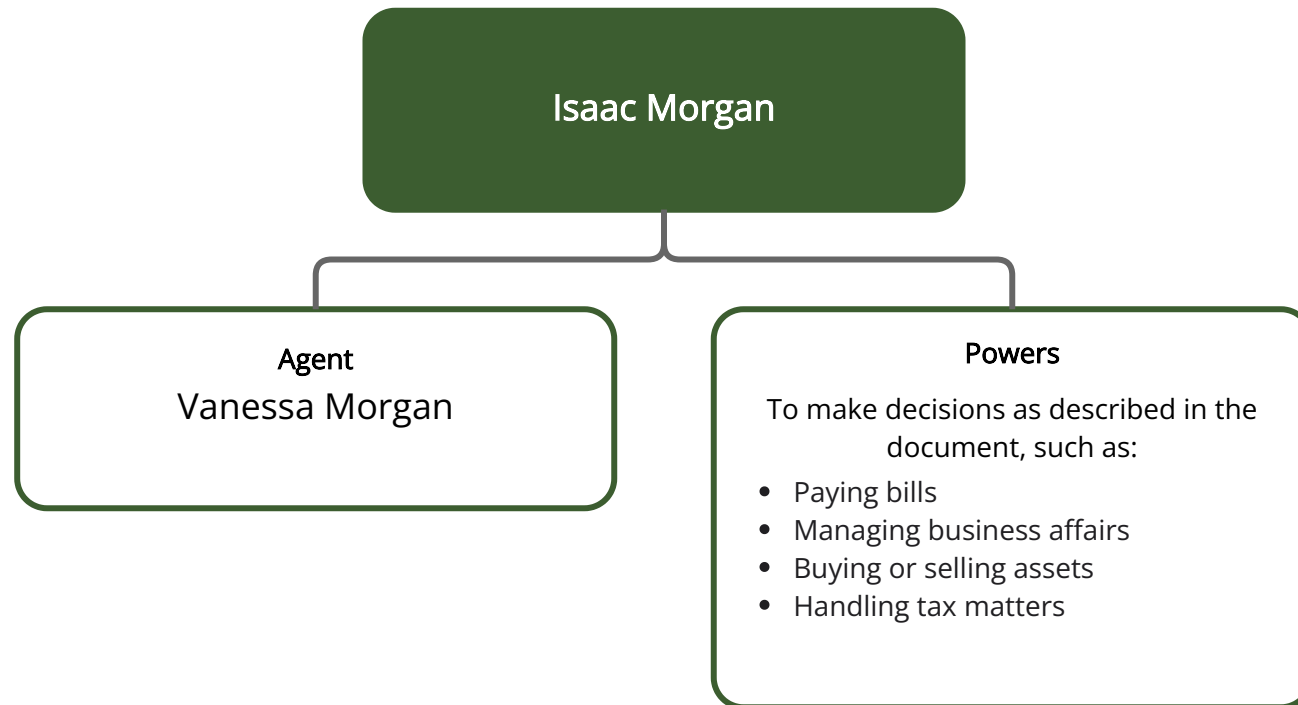 Isaac Morgan
Agent
Vanessa Morgan
Powers
To make decisions as described in the
document, such as:
• Paying bills
• Managing business affairs
• Buying or selling assets
• Handling tax matters